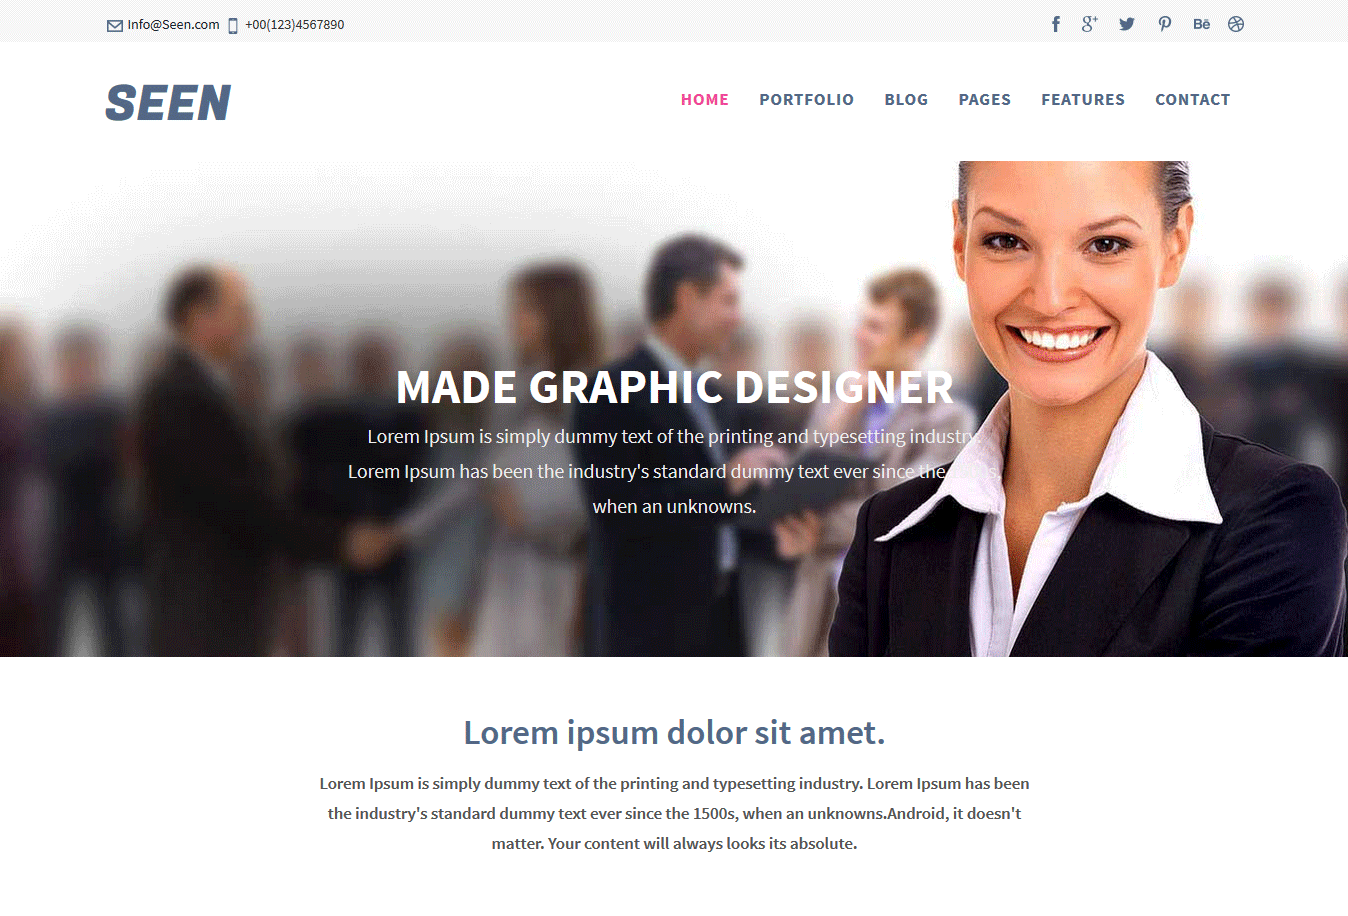 Info@Seen.com +00(123)4567890
SEEN
HOME PORTFOLIO BLOG PAGES FEATURES CONTACT
MADE GRAPHIC DESIGNER
Lorem Ipsum is simply dummy text of the printing and typesetting industry.
Lorem Ipsum has been the industry's standard dummy text ever since the
when an unknowns.
Lorem ipsum dolor sit amet.
Lorem Ipsum is simply dummy text of the printing and typesetting industry. Lorem Ipsum has been
the industry's standard dummy text ever since the 1500s, when an unknowns.Android, it doesn't
matter. Your content will always looks its absolute.